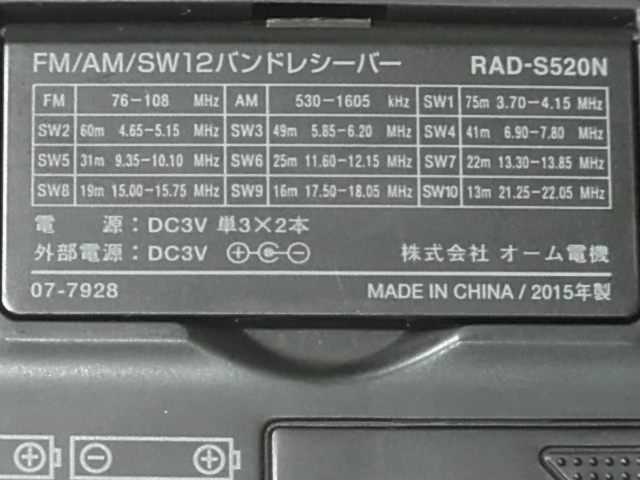 FM/AM/SW12バンドレシーバー RAD-S520N
FM 76-108 MHz AM 530-1605 kHz SW1 75m 3.70-4.15 MHz
SW2 60m 4.65-5.15 MHz SW3 49m 5.85-6.20 MHz SW4 41m 6.90-7.80 MHz
SW5 31m 9.35-10.10 MHz SW6 25m 11.60-12.15 MHz SW7 22m 13.30-13.85 MHz
SW8 19m 15.00-15.75 MHz SW9 16m 17.50-18.05 MHz SW10 13m 21.25-22.05 MHz
電 源:DC3V 単3×2本
外部電源:DC3V 株式会社 オーム電機
07-7928 MADE IN CHINA / 2015年製